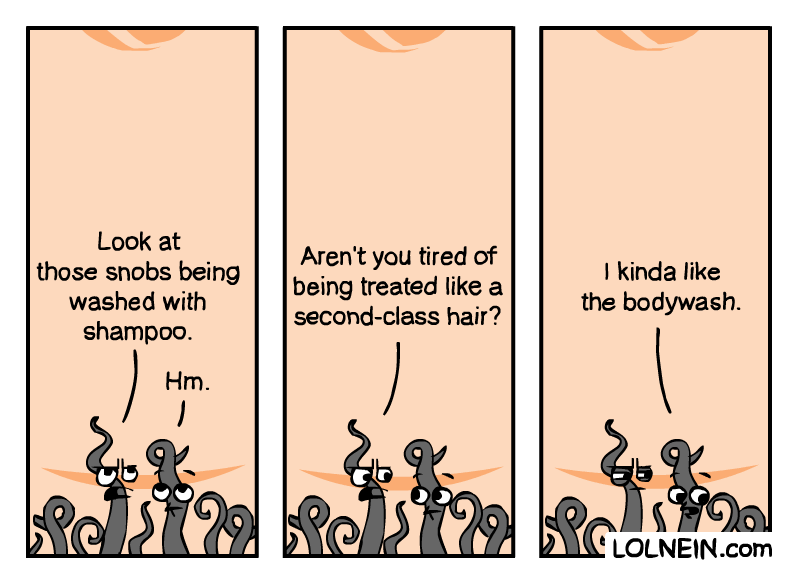 Look at
those snobs being
washed with
shampoo.
Hm.
Aren't you tired of
being treated like a
second-class hair?
I kinda like
the bodywash.
LOLNEIN.com